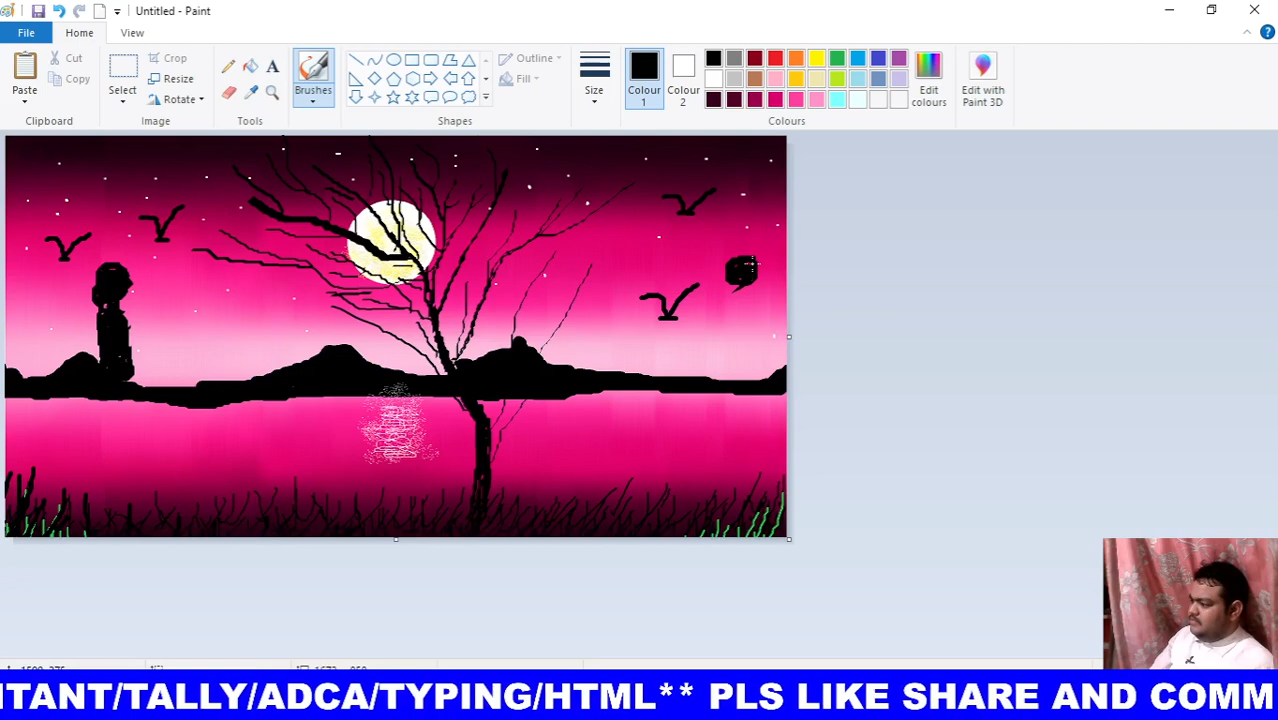 Untitled - Paint
File
Home
View
Paste
Cut
Copy
Clipboard
Select
Crop
Resize
Rotate
Image
A
Tools
Brushes
Shapes
Outline
Fill
Size
Colour 1
Colour 2
Edit colours
Edit with Paint 3D
Colours
ITANT/TALLY/ADCA/TYPING/HTML** PLS LIKE SHARE AND COMM